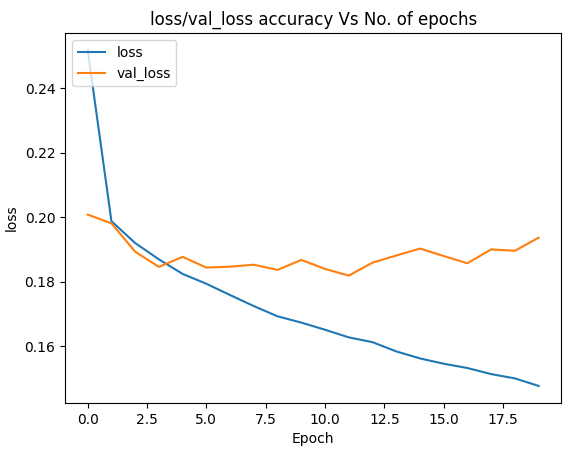 loss/val_loss accuracy Vs No. of epochs
loss
val_loss
0.24
0.22
0.20
0.18
0.16
loss
0.0 2.5 5.0 7.5 10.0 12.5 15.0 17.5
Epoch